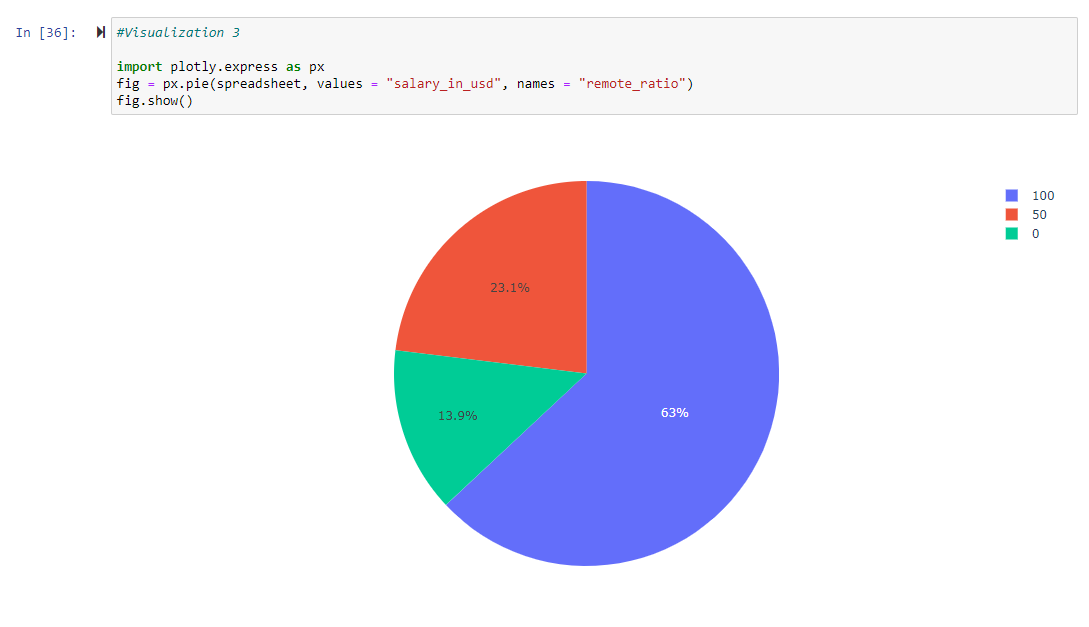 In [36]:
#Visualization 3
import plotly.express as px
fig = px.pie(spreadsheet, values = "salary_in_usd", names = "remote_ratio")
fig.show()
100
50
0
23.1%
13.9%
63%